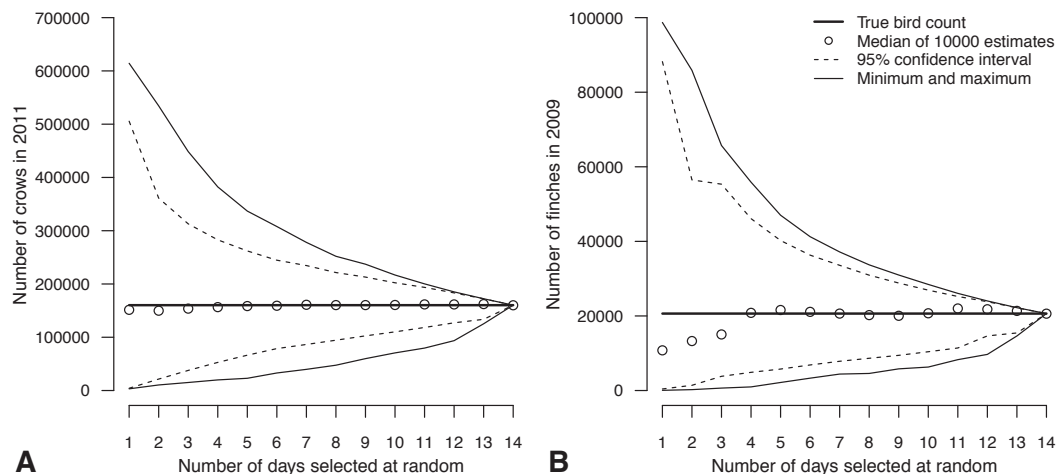 700000
600000
500000
400000
300000
200000
100000
0
Number of crows in 2011
1 2 3 4 5 6 7 8 9 10 11 12 13 14
Number of days selected at random
A
100000
80000
60000
40000
20000
0
Number of finches in 2009
True bird count
Median of 10000 estimates
95% confidence interval
Minimum and maximum
1 2 3 4 5 6 7 8 9 10 11 12 13 14
Number of days selected at random
B